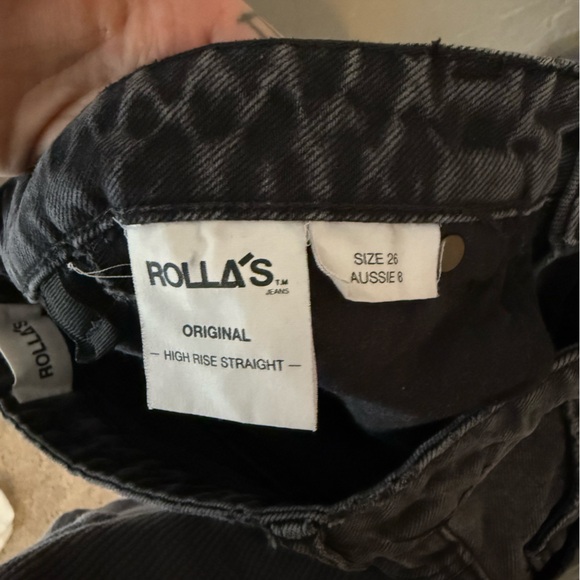 ROLLA'S TM
JEANS
ORIGINAL
— HIGH RISE STRAIGHT —
SIZE 26
AUSSIE 8
ROLLA'S